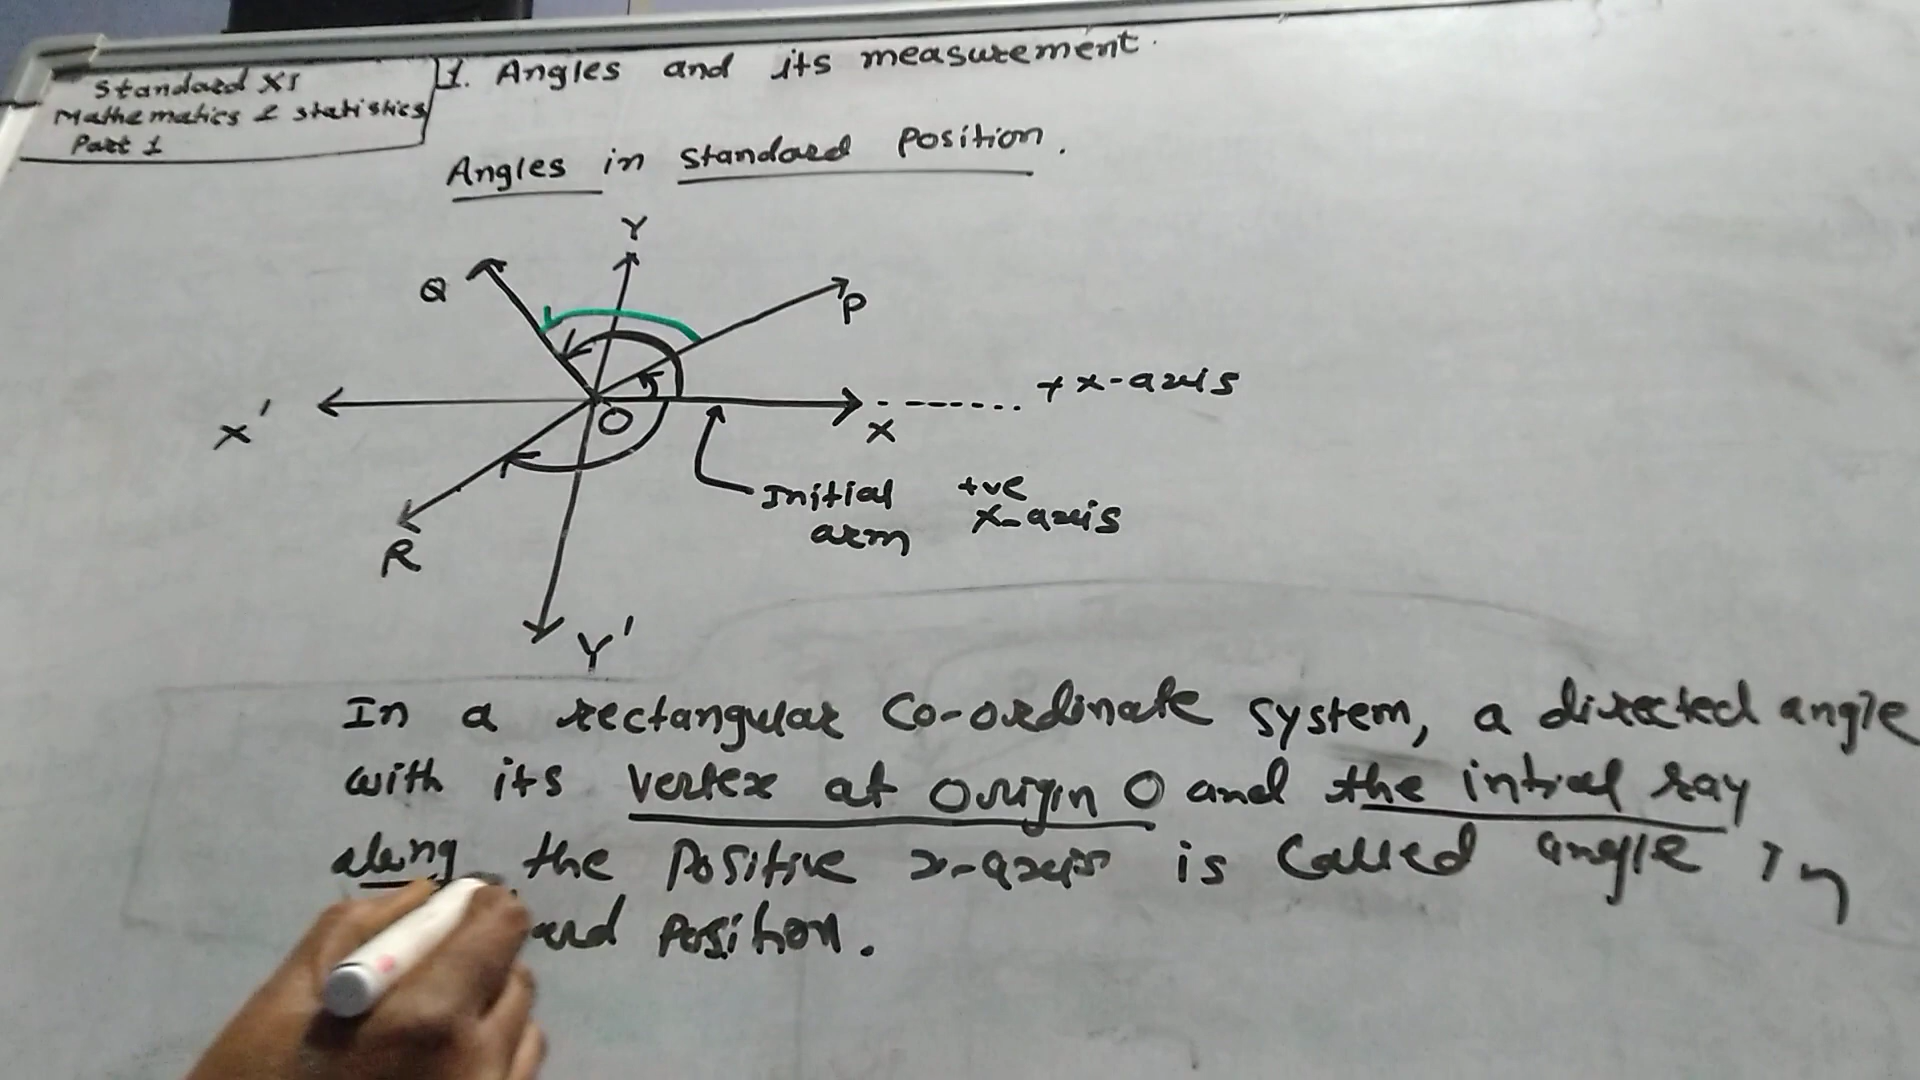 Standard XI
Mathematics & Statistics
Part 1
1. Angles and its measurement.
Angles in Standard Position.
Y
Q
P
+ x-axis
X'
O
X
Initial
arm
+ve
X-axis
R
Y'
In a rectangular Co-ordinate System, a directed angle
with its vertex at origin O and the intial ray
along the Positive x-axis is Called angle in
position.